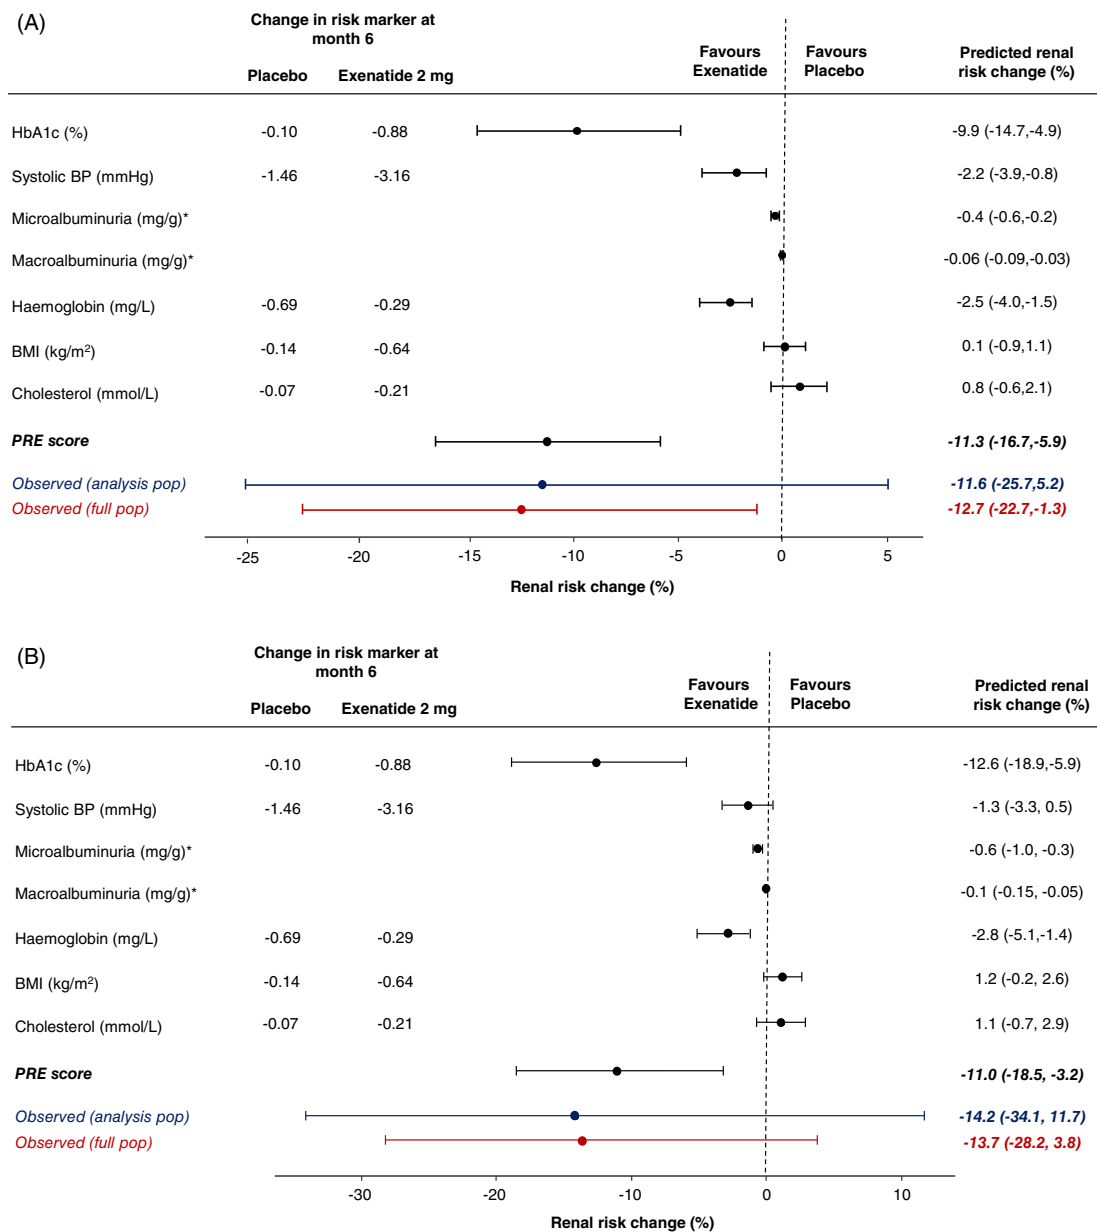 (A)
Change in risk marker at
month 6
Favours
Exenatide
Favours
Placebo
Predicted renal
risk change (%)
Placebo Exenatide 2 mg
HbA1c (%) -0.10 -0.88 -9.9 (-14.7,-4.9)
Systolic BP (mmHg) -1.46 -3.16 -2.2 (-3.9,-0.8)
Microalbuminuria (mg/g)* -0.4 (-0.6,-0.2)
Macroalbuminuria (mg/g)* -0.06 (-0.09,-0.03)
Haemoglobin (mg/L) -0.69 -0.29 -2.5 (-4.0,-1.5)
BMI (kg/m²) -0.14 -0.64 0.1 (-0.9,1.1)
Cholesterol (mmol/L) -0.07 -0.21 0.8 (-0.6,2.1)
PRE score -11.3 (-16.7,-5.9)
Observed (analysis pop) -11.6 (-25.7,5.2)
Observed (full pop) -12.7 (-22.7,-1.3)
-25 -20 -15 -10 -5 0 5
Renal risk change (%)
(B)
Change in risk marker at
month 6
Favours
Exenatide
Favours
Placebo
Predicted renal
risk change (%)
Placebo Exenatide 2 mg
HbA1c (%) -0.10 -0.88 -12.6 (-18.9,-5.9)
Systolic BP (mmHg) -1.46 -3.16 -1.3 (-3.3, 0.5)
Microalbuminuria (mg/g)* -0.6 (-1.0, -0.3)
Macroalbuminuria (mg/g)* -0.1 (-0.15, -0.05)
Haemoglobin (mg/L) -0.69 -0.29 -2.8 (-5.1,-1.4)
BMI (kg/m²) -0.14 -0.64 1.2 (-0.2, 2.6)
Cholesterol (mmol/L) -0.07 -0.21 1.1 (-0.7, 2.9)
PRE score -11.0 (-18.5, -3.2)
Observed (analysis pop) -14.2 (-34.1, 11.7)
Observed (full pop) -13.7 (-28.2, 3.8)
-30 -20 -10 0 10
Renal risk change (%)